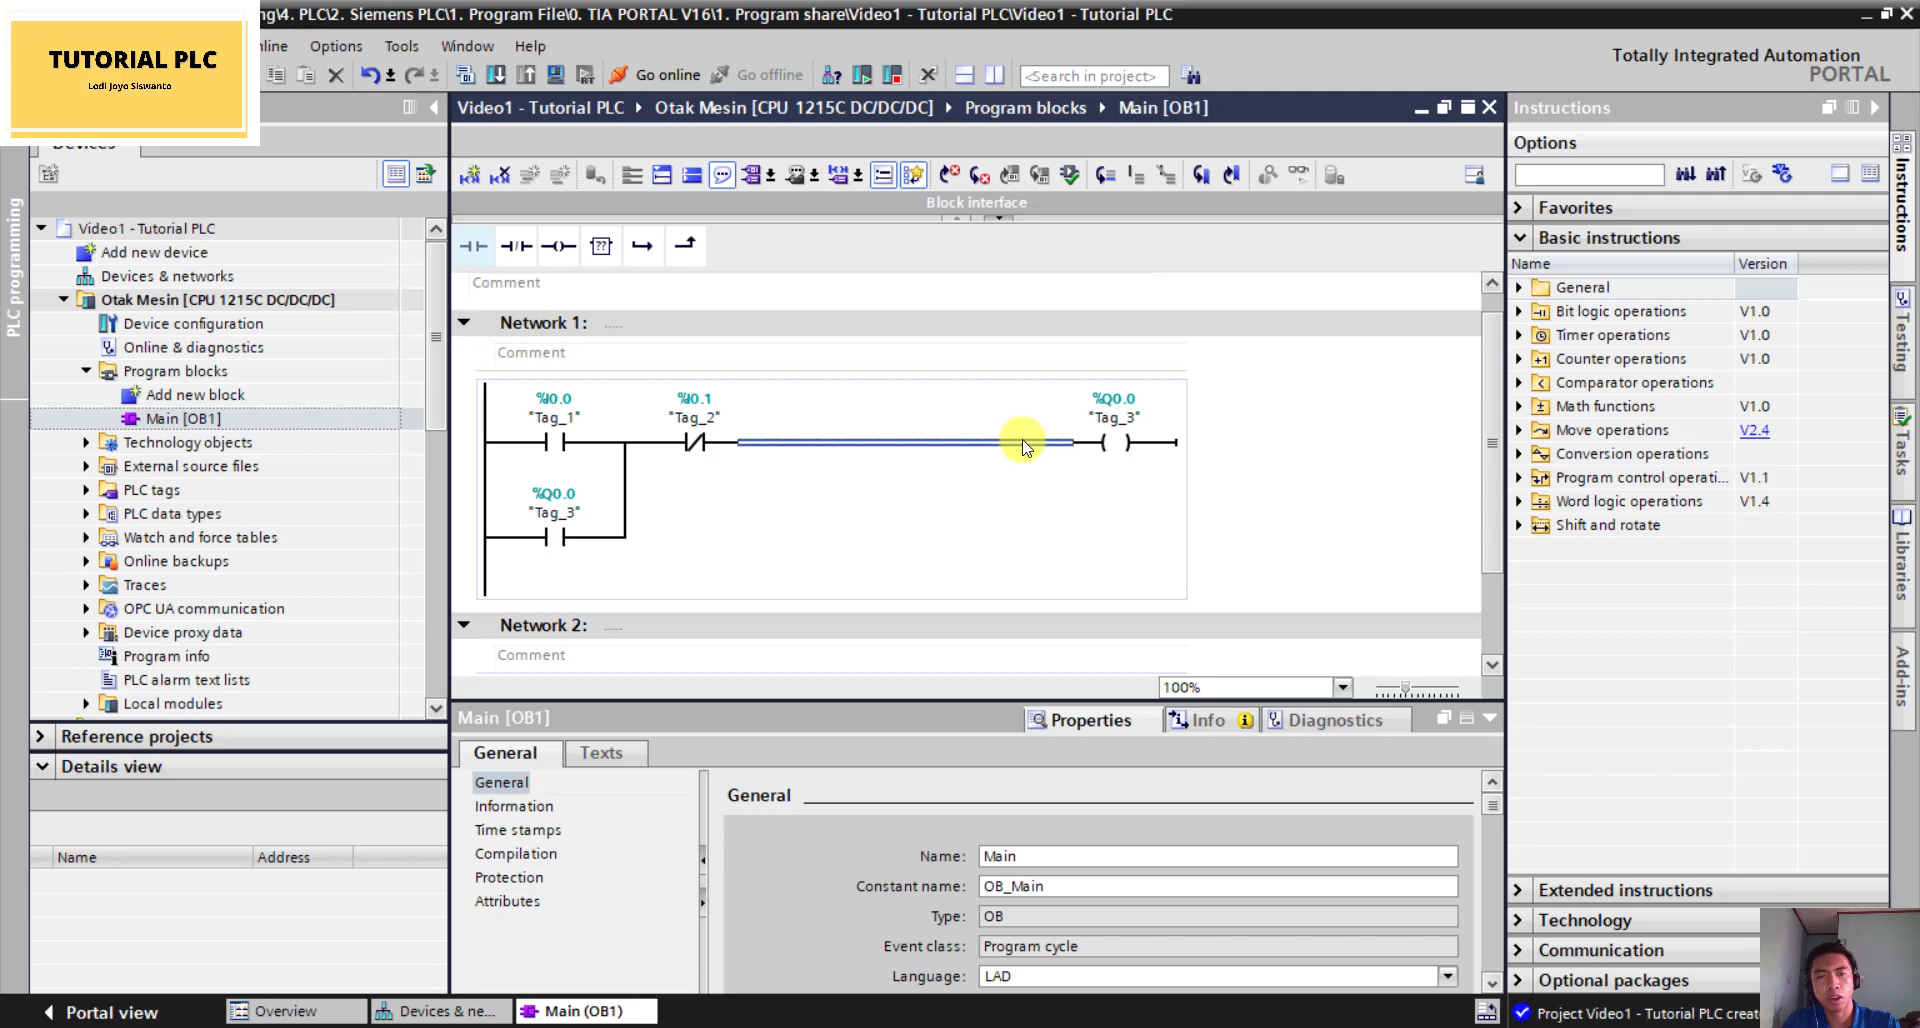 ng\4. PLC\2. Siemens PLC\1. Program File\0. TIA PORTAL V16\1. Program share\Video1 - Tutorial PLC\Video1 - Tutorial PLC
TUTORIAL PLC
Lodi Joyo Siswanto
nline Options Tools Window Help
Totally Integrated Automation
PORTAL
Go online Go offline <Search in project>
Video1 - Tutorial PLC Otak Mesin [CPU 1215C DC/DC/DC] Program blocks Main [OB1]
Instructions
Devices
Options
Block interface
PLC programming
Video1 - Tutorial PLC
Add new device
Devices & networks
Otak Mesin [CPU 1215C DC/DC/DC]
Device configuration
Online & diagnostics
Program blocks
Add new block
Main [OB1]
Technology objects
External source files
PLC tags
PLC data types
Watch and force tables
Online backups
Traces
OPC UA communication
Device proxy data
Program info
PLC alarm text lists
Local modules
Reference projects
Details view
Name Address
??
Comment
Network 1: .....
Comment
%I0.0 %I0.1 %Q0.0
"Tag_1" "Tag_2" "Tag_3"
%Q0.0
"Tag_3"
Network 2: .....
Comment
100%
Main [OB1]
Properties Info Diagnostics
General Texts
General
Information
Time stamps
Compilation
Protection
Attributes
General
Name: Main
Constant name: OB_Main
Type: OB
Event class: Program cycle
Language: LAD
Favorites
Basic instructions
Name Version
General
Bit logic operations V1.0
Timer operations V1.0
Counter operations V1.0
Comparator operations
Math functions V1.0
Move operations V2.4
Conversion operations
Program control operati... V1.1
Word logic operations V1.4
Shift and rotate
Extended instructions
Technology
Communication
Optional packages
Instructions
Testing
Tasks
Libraries
Add-ins
Portal view Overview Devices & ne... Main (OB1)
Project Video1 - Tutorial PLC create